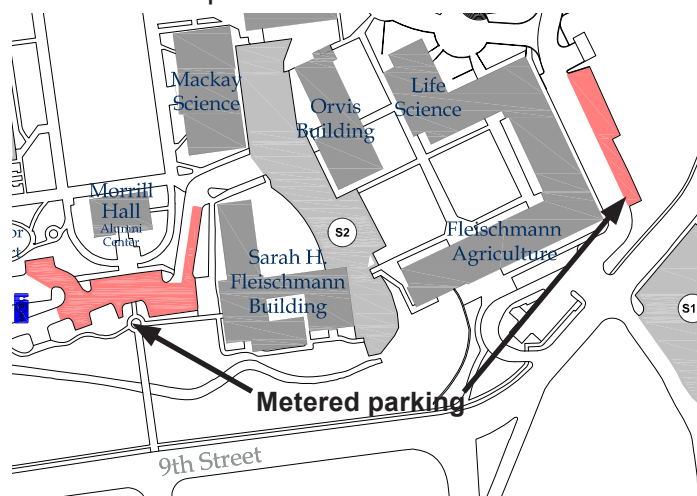 Mackay
Science
Orvis
Building
Life
Science
Morrill
Hall
Alumni
Center
S2
Sarah H.
Fleischmann
Building
Fleischmann
Agriculture
S1
Metered parking
9th Street